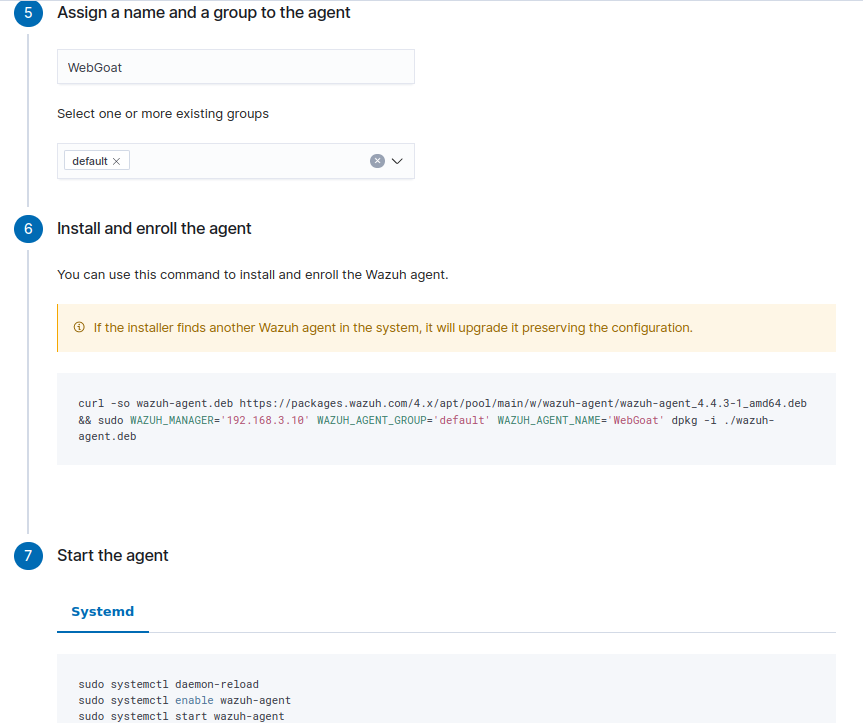 5 Assign a name and a group to the agent
WebGoat
Select one or more existing groups
default
6 Install and enroll the agent
You can use this command to install and enroll the Wazuh agent.
If the installer finds another Wazuh agent in the system, it will upgrade it preserving the configuration.
curl -so wazuh-agent.deb https://packages.wazuh.com/4.x/apt/pool/main/w/wazuh-agent/wazuh-agent_4.4.3-1_amd64.deb
&& sudo WAZUH_MANAGER='192.168.3.10' WAZUH_AGENT_GROUP='default' WAZUH_AGENT_NAME='WebGoat' dpkg -i ./wazuh-
agent.deb
7 Start the agent
Systemd
sudo systemctl daemon-reload
sudo systemctl enable wazuh-agent
sudo systemctl start wazuh-agent